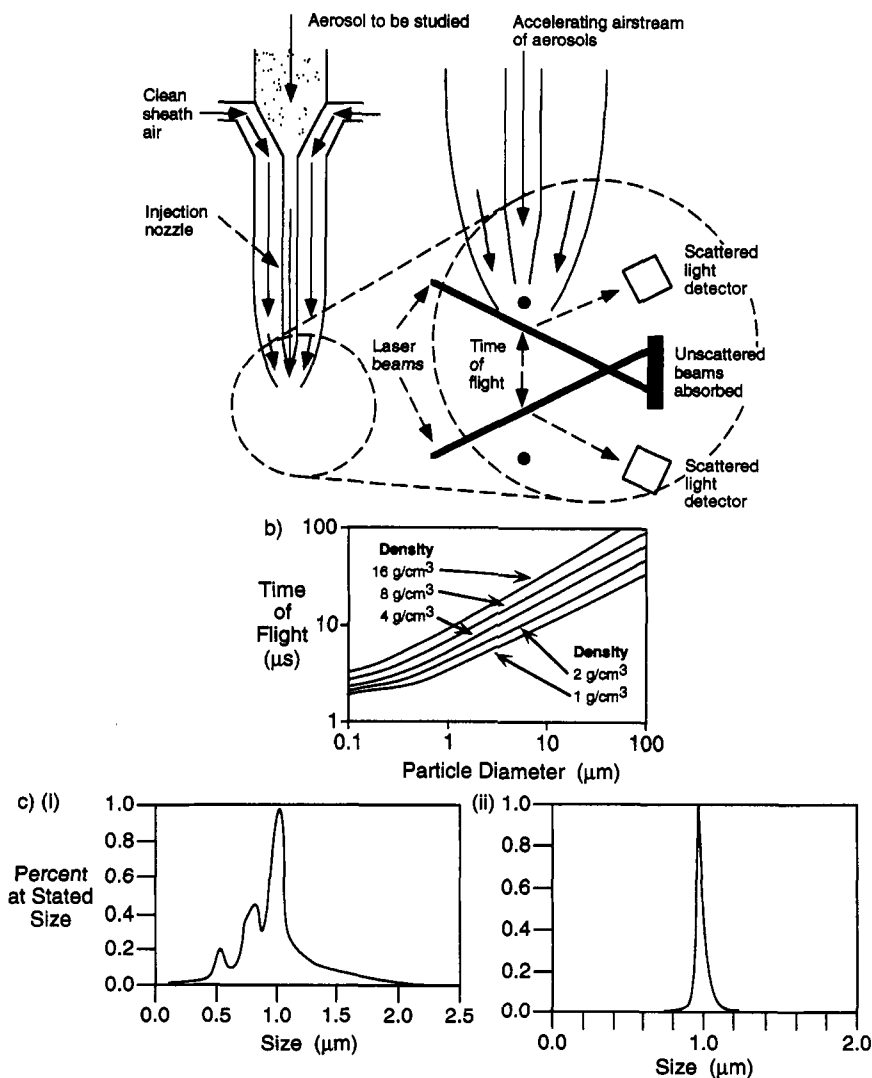 Aerosol to be studied
Accelerating airstream
of aerosols
Clean
sheath
air
Injection
nozzle
Scattered
light
detector
Laser
beams
Time
of
flight
Unscattered
beams
absorbed
Scattered
light
detector
b)
100
10
1
Time
of
Flight
(μs)
Density
16 g/cm³
8 g/cm³
4 g/cm³
Density
2 g/cm³
1 g/cm³
0.1 1 10 100
Particle Diameter (μm)
c) (i)
1.0
0.8
0.6
0.4
0.2
0.0
Percent
at Stated
Size
0.0 0.5 1.0 1.5 2.0 2.5
Size (μm)
(ii)
1.0
0.8
0.6
0.4
0.2
0.0
0.0 1.0 2.0
Size (μm)